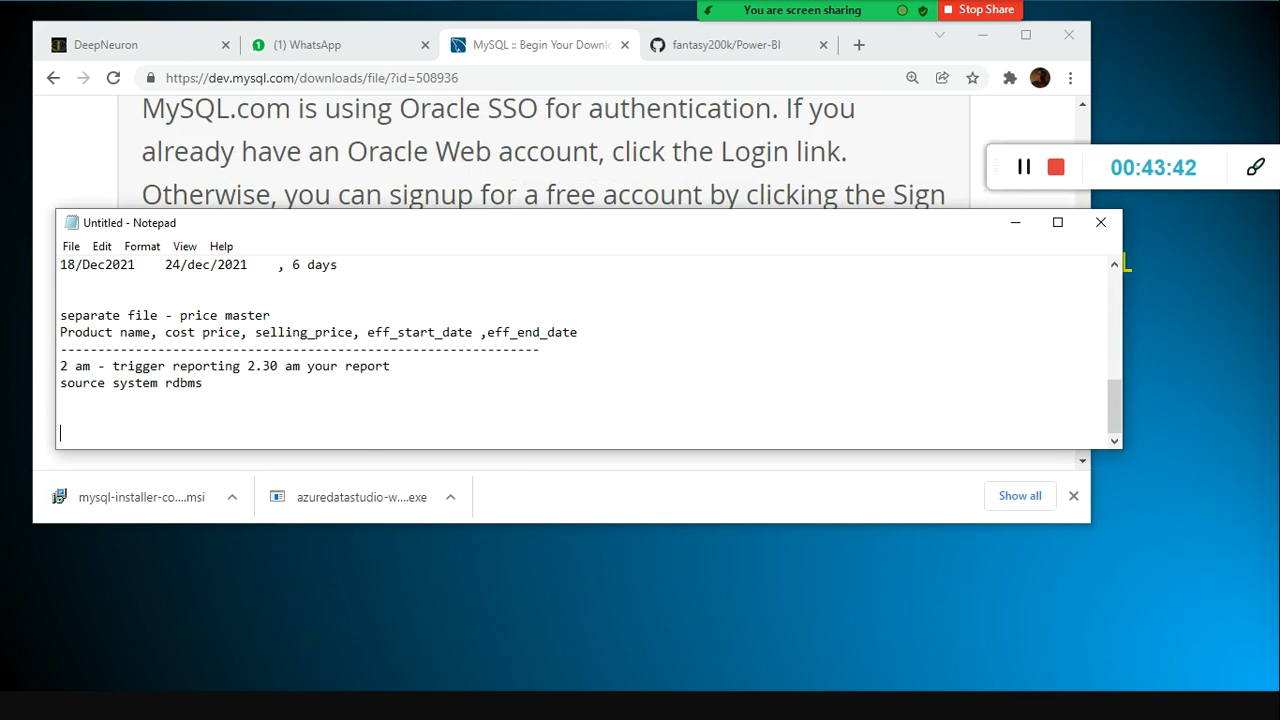 You are screen sharing
Stop Share
DeepNeuron
(1) WhatsApp
MySQL :: Begin Your Downl
fantasy200k/Power-BI
https://dev.mysql.com/downloads/file/?id=508936
MySQL.com is using Oracle SSO for authentication. If you
already have an Oracle Web account, click the Login link.
Otherwise, you can signup for a free account by clicking the Sign
00:43:42
Untitled - Notepad
File Edit Format View Help
18/Dec2021 24/dec/2021 , 6 days
separate file - price master
Product name, cost price, selling_price, eff_start_date ,eff_end_date
----------------------------------------------------------------
2 am - trigger reporting 2.30 am your report
source system rdbms
mysql-installer-co....msi
azuredatastudio-w....exe
Show all